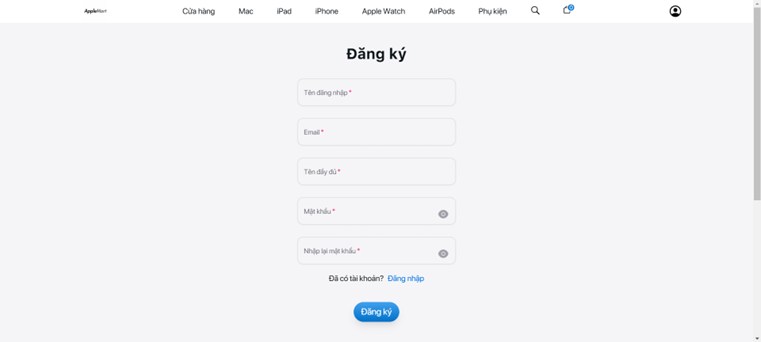 AppleMart Cửa hàng Mac iPad iPhone Apple Watch AirPods Phụ kiện 0
Đăng ký
Tên đăng nhập *
Email *
Tên đầy đủ *
Mật khẩu *
Nhập lại mật khẩu *
Đã có tài khoản? Đăng nhập
Đăng ký